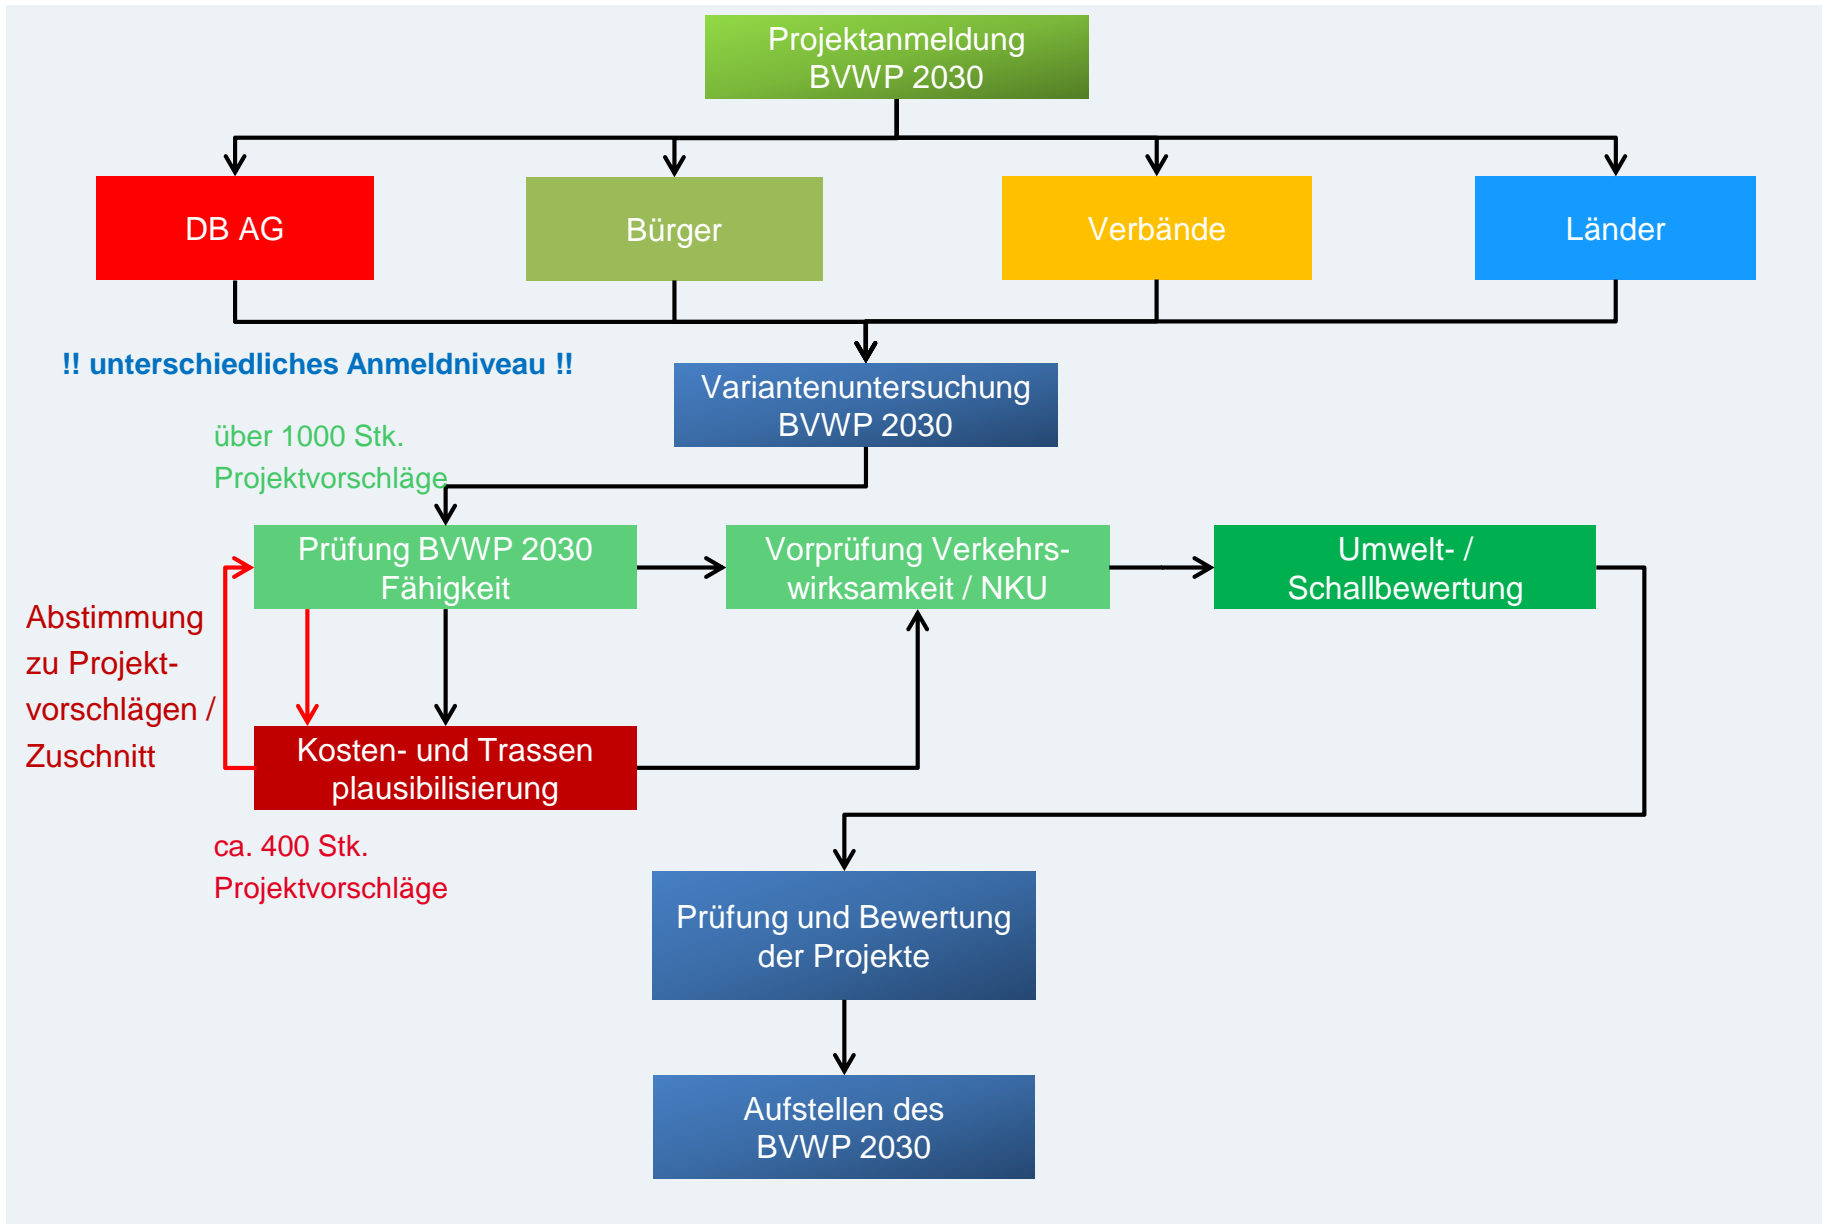 Projektanmeldung
BVWP 2030
DB AG
Bürger
Verbände
Länder
!! unterschiedliches Anmeldniveau !!
Variantenuntersuchung
BVWP 2030
über 1000 Stk.
Projektvorschläge
Prüfung BVWP 2030
Fähigkeit
Vorprüfung Verkehrs-
wirksamkeit / NKU
Umwelt- /
Schallbewertung
Abstimmung
zu Projekt-
vorschlägen /
Zuschnitt
Kosten- und Trassen
plausibilisierung
ca. 400 Stk.
Projektvorschläge
Prüfung und Bewertung
der Projekte
Aufstellen des
BVWP 2030